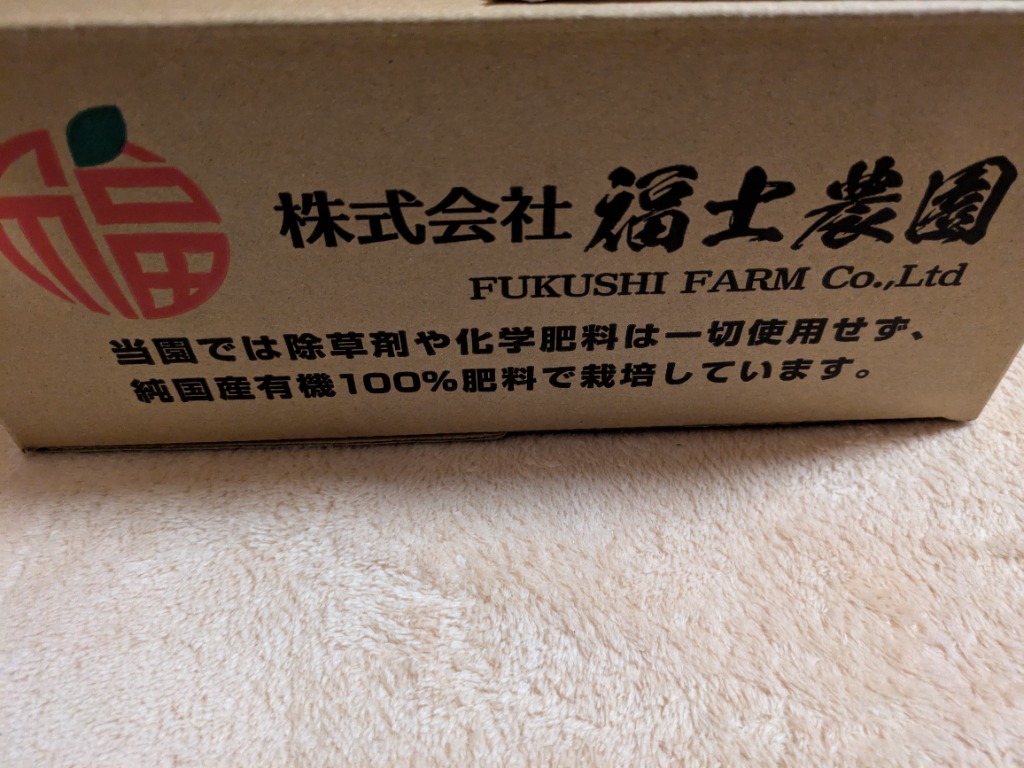 福
株式会社 福士農園
FUKUSHI FARM Co.,Ltd
当園では除草剤や化学肥料は一切使用せず、
純国産有機100%肥料で栽培しています。